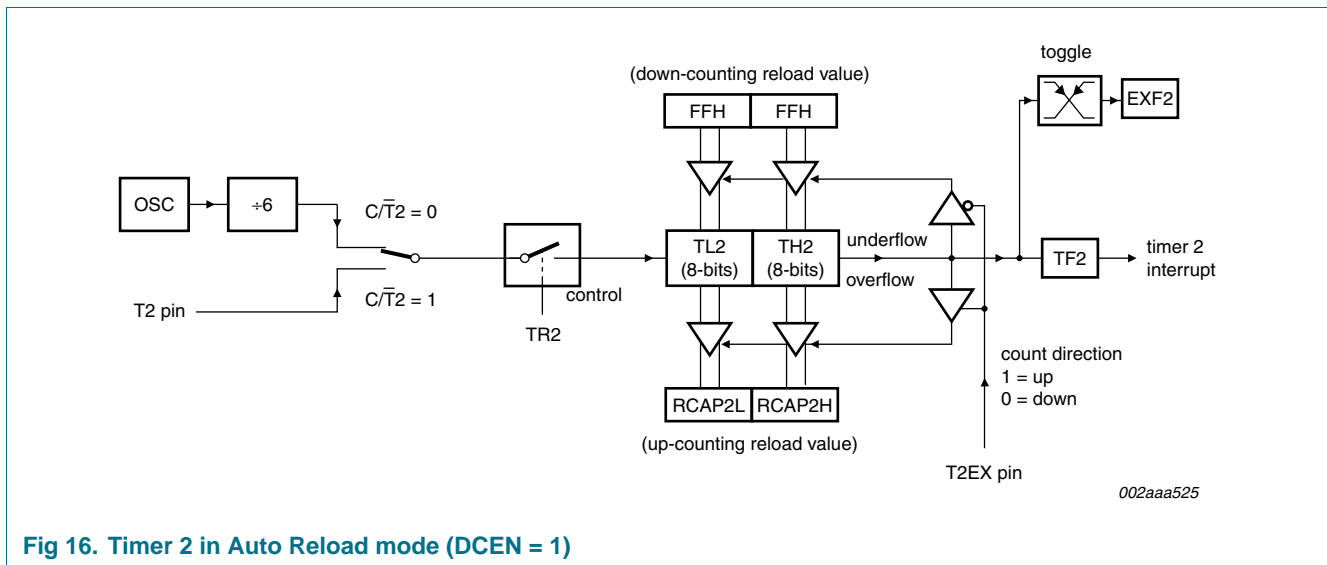 toggle
(down-counting reload value)
FFH FFH
EXF2
OSC
÷6
C/T̅2 = 0
TL2 (8-bits)
TH2 (8-bits)
underflow
overflow
TF2
timer 2
interrupt
control
C/T̅2 = 1
T2 pin
TR2
count direction
1 = up
0 = down
RCAP2L RCAP2H
(up-counting reload value)
T2EX pin
002aaa525
Fig 16. Timer 2 in Auto Reload mode (DCEN = 1)